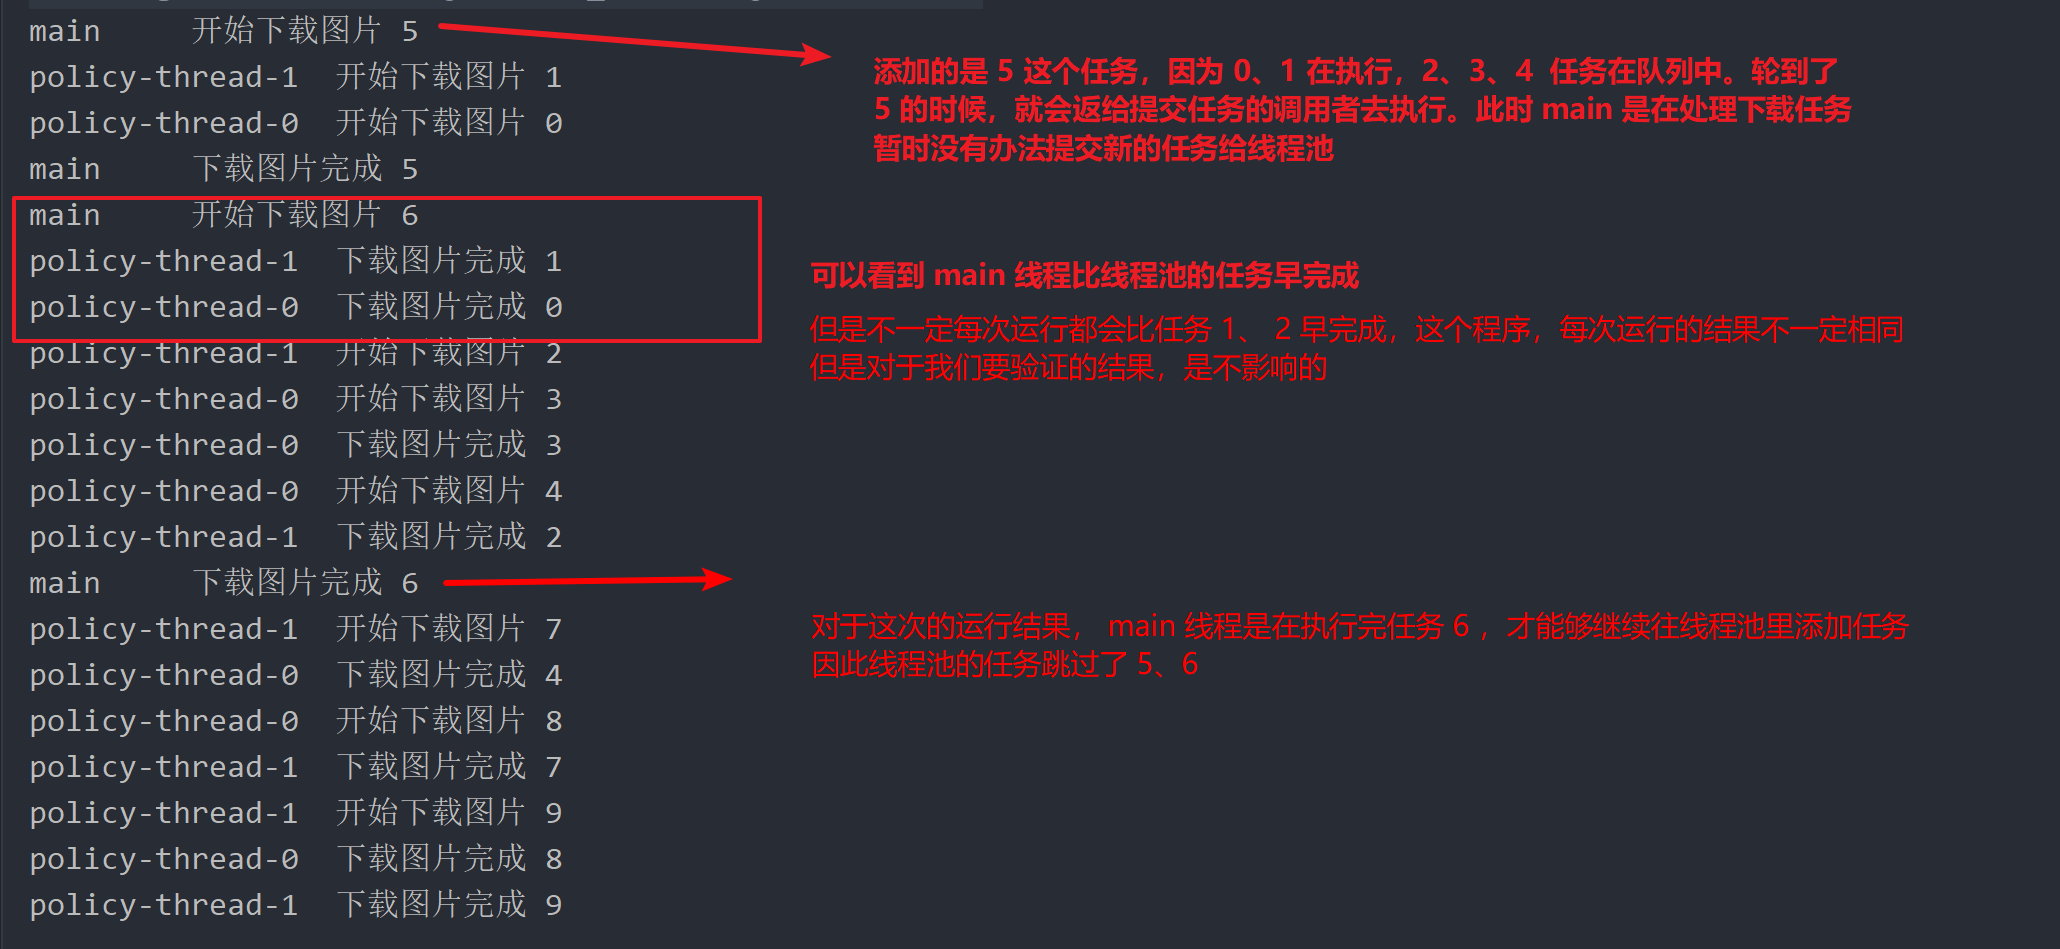 main 开始下载图片 5
policy-thread-1 开始下载图片 1
policy-thread-0 开始下载图片 0
main 下载图片完成 5
main 开始下载图片 6
policy-thread-1 下载图片完成 1
policy-thread-0 下载图片完成 0
policy-thread-1 开始下载图片 2
policy-thread-0 开始下载图片 3
policy-thread-0 下载图片完成 3
policy-thread-0 开始下载图片 4
policy-thread-1 下载图片完成 2
main 下载图片完成 6
policy-thread-1 开始下载图片 7
policy-thread-0 下载图片完成 4
policy-thread-0 开始下载图片 8
policy-thread-1 下载图片完成 7
policy-thread-1 开始下载图片 9
policy-thread-0 下载图片完成 8
policy-thread-1 下载图片完成 9
添加的是 5 这个任务，因为 0、1 在执行，2、3、4 任务在队列中。轮到了
5 的时候，就会返给提交任务的调用者去执行。此时 main 是在处理下载任务
暂时没有办法提交新的任务给线程池
可以看到 main 线程比线程池的任务早完成
但是不一定每次运行都会比任务 1、 2 早完成，这个程序，每次运行的结果不一定相同
但是对于我们要验证的结果，是不影响的
对于这次的运行结果， main 线程是在执行完任务 6 ，才能够继续往线程池里添加任务
因此线程池的任务跳过了 5、6